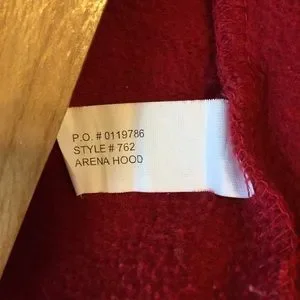 P.O. # 0119786
STYLE # 762
ARENA HOOD